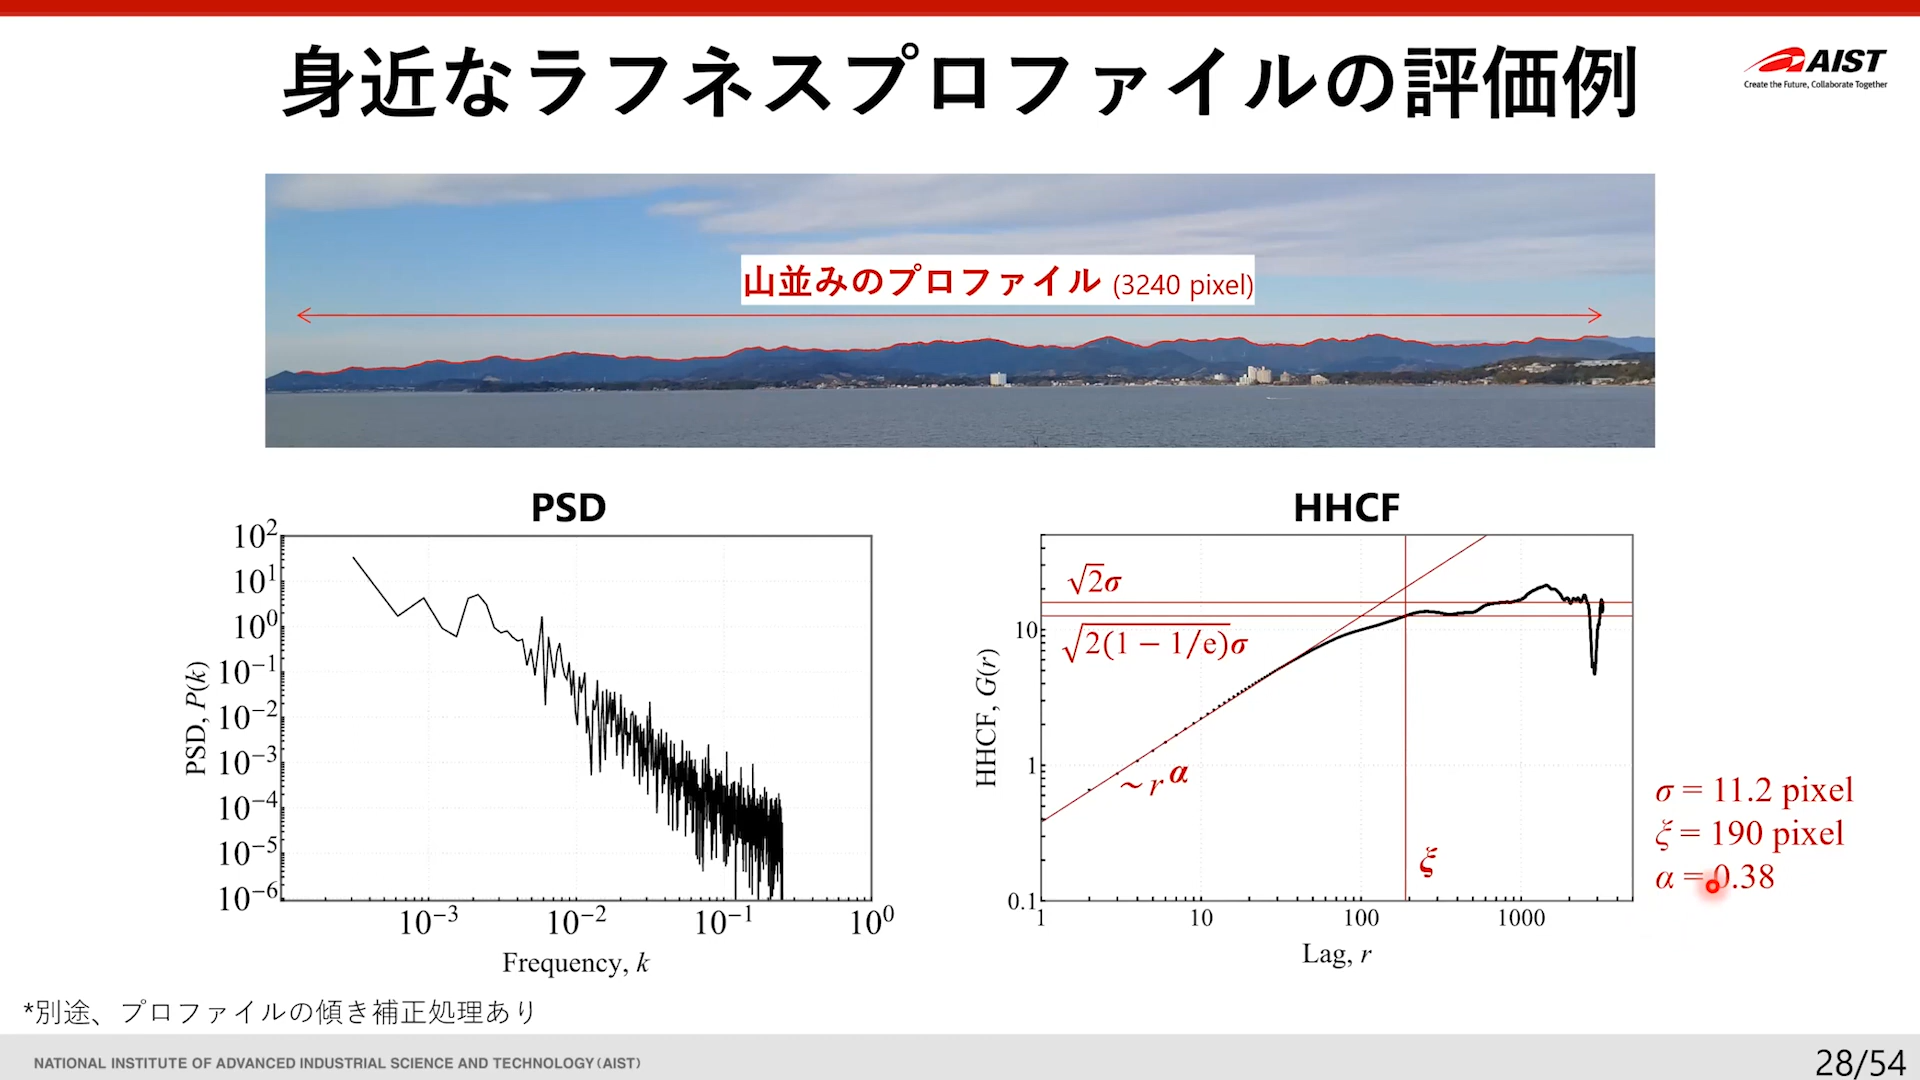 身近なラフネスプロファイルの評価例
AIST
Create the Future, Collaborate Together
山並みのプロファイル (3240 pixel)
PSD
10²
10¹
10⁰
10⁻¹
10⁻²
10⁻³
10⁻⁴
10⁻⁵
10⁻⁶
PSD, P(k)
10⁻³ 10⁻² 10⁻¹ 10⁰
Frequency, k
HHCF
√2σ
√2(1 − 1/e)σ
10
1
0.1
HHCF, G(r)
~r^α
ξ
1 10 100 1000
Lag, r
σ = 11.2 pixel
ξ = 190 pixel
α = 0.38
*別途、プロファイルの傾き補正処理あり
NATIONAL INSTITUTE OF ADVANCED INDUSTRIAL SCIENCE AND TECHNOLOGY (AIST)
28/54